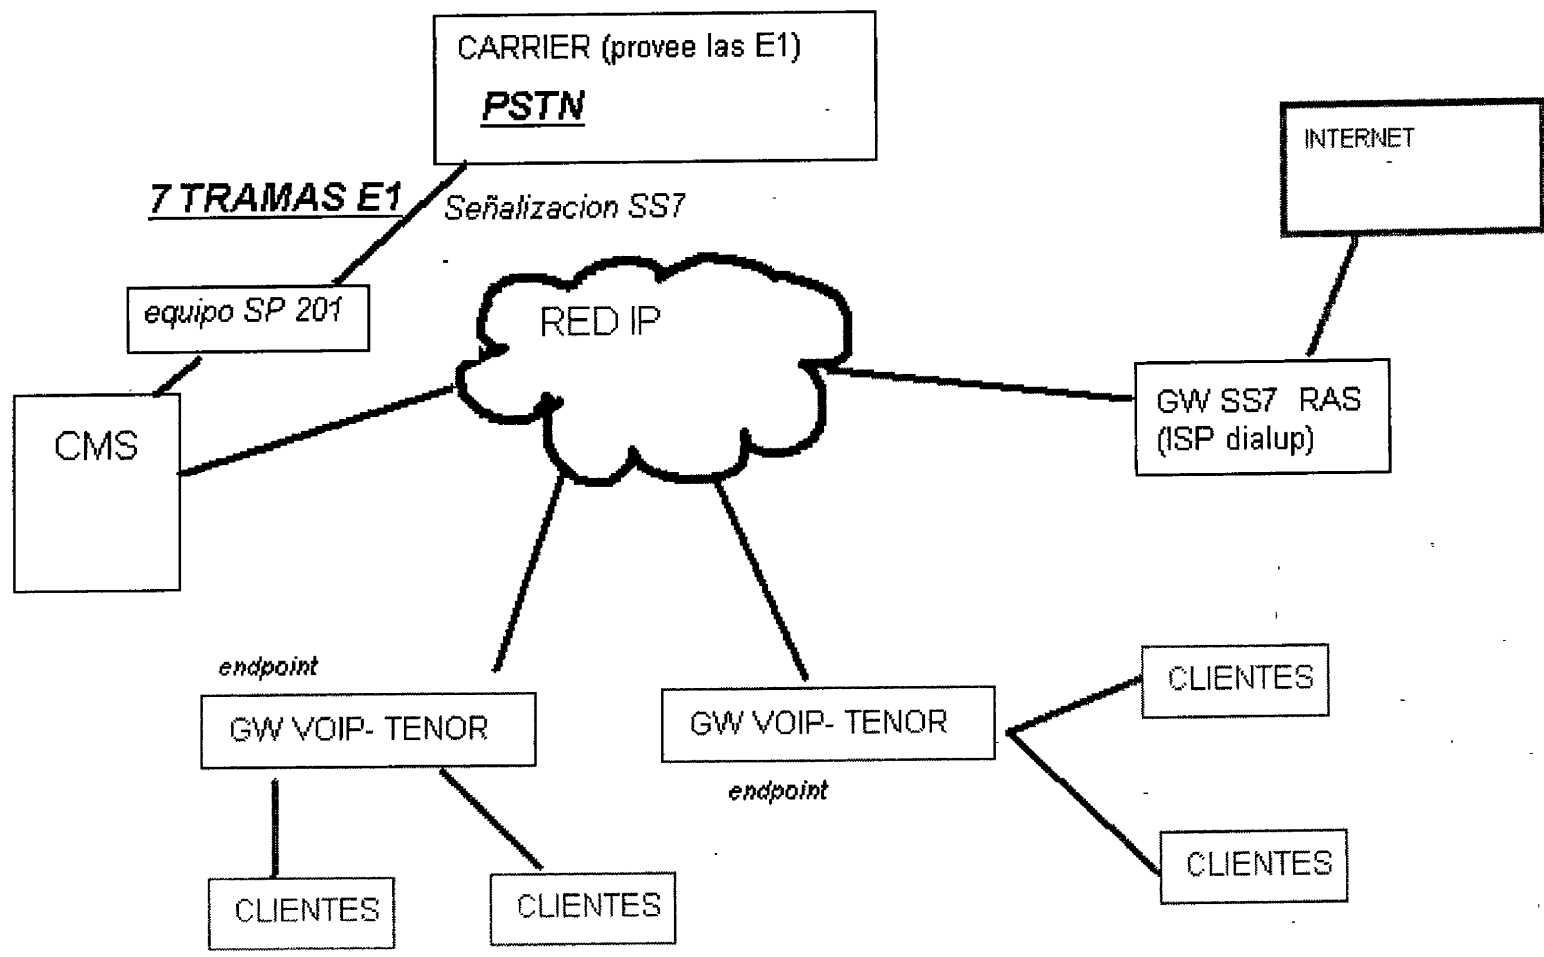 CARRIER (provee las E1)
PSTN
INTERNET
7 TRAMAS E1
Señalizacion SS7
equipo SP 201
RED IP
GW SS7 RAS
(ISP dialup)
CMS
endpoint
GW VOIP- TENOR
GW VOIP- TENOR
endpoint
CLIENTES
CLIENTES
CLIENTES
CLIENTES